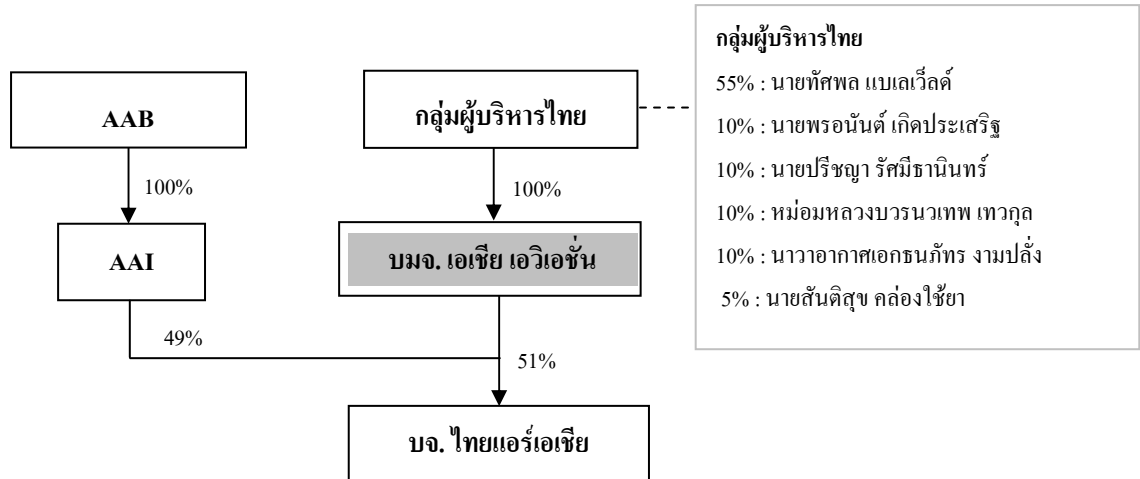 กลุ่มผู้บริหารไทย
55% : นายทัศพล แบเลเว็ลด์
10% : นายพรอนันต์ เกิดประเสริฐ
10% : นายปรีชญา รัศมีธานินทร์
10% : หม่อมหลวงบวรนวเทพ เทวกุล
10% : นาวาอากาศเอกธนภัทร งามปลั่ง
5% : นายสันติสุข คล่องใช้ยา
AAB
กลุ่มผู้บริหารไทย
100%
100%
AAI
บมจ. เอเชีย เอวิเอชั่น
49%
51%
บจ. ไทยแอร์เอเชีย